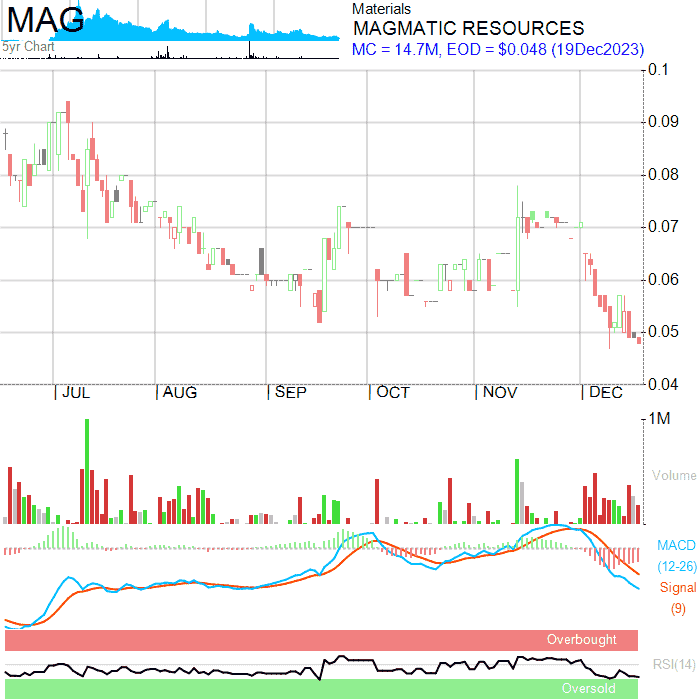 MAG
5yr Chart
Materials
MAGMATIC RESOURCES
MC = 14.7M, EOD = $0.048 (19Dec2023)
0.1
0.09
0.08
0.07
0.06
0.05
0.04
JUL AUG SEP OCT NOV DEC
1M
Volume
MACD
(12-26)
Signal
(9)
Overbought
RSI(14)
Oversold